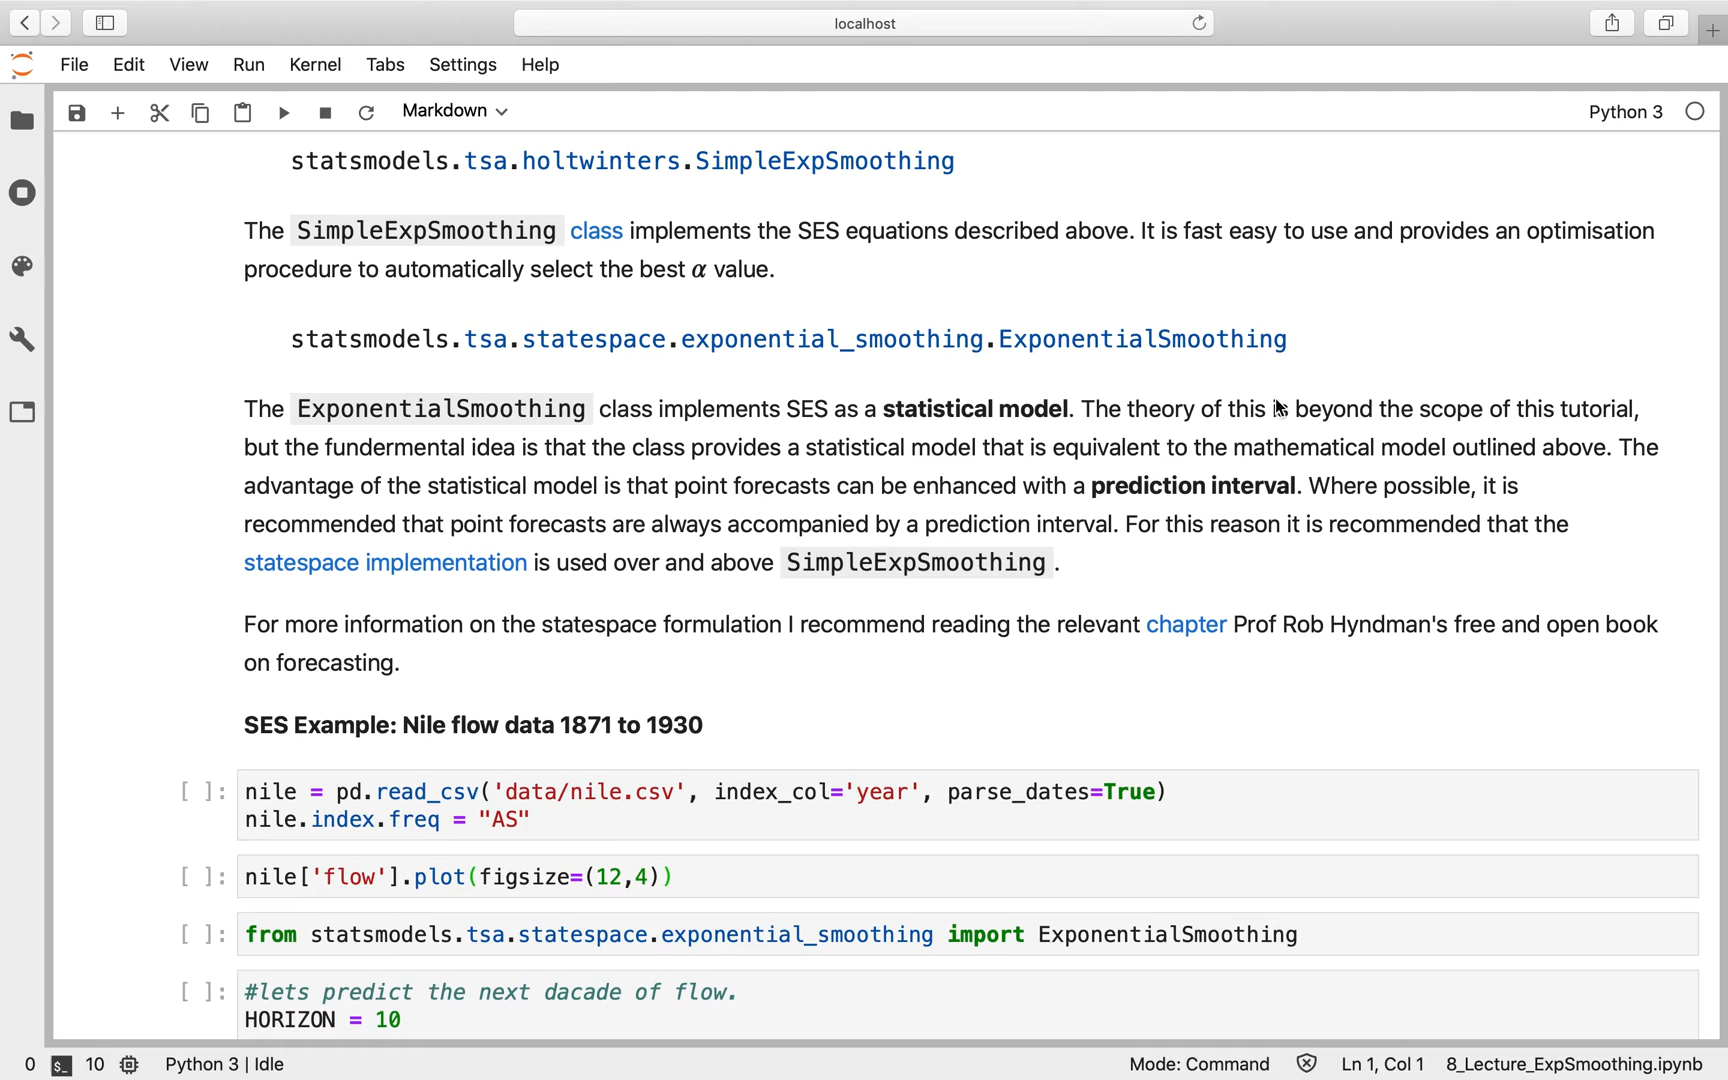 localhost
File Edit View Run Kernel Tabs Settings Help
Markdown
Python 3
statsmodels.tsa.holtwinters.SimpleExpSmoothing
The SimpleExpSmoothing class implements the SES equations described above. It is fast easy to use and provides an optimisation
procedure to automatically select the best α value.
statsmodels.tsa.statespace.exponential_smoothing.ExponentialSmoothing
The ExponentialSmoothing class implements SES as a statistical model. The theory of this is beyond the scope of this tutorial,
but the fundermental idea is that the class provides a statistical model that is equivalent to the mathematical model outlined above. The
advantage of the statistical model is that point forecasts can be enhanced with a prediction interval. Where possible, it is
recommended that point forecasts are always accompanied by a prediction interval. For this reason it is recommended that the
statespace implementation is used over and above SimpleExpSmoothing .
For more information on the statespace formulation I recommend reading the relevant chapter Prof Rob Hyndman's free and open book
on forecasting.
SES Example: Nile flow data 1871 to 1930
[ ]: nile = pd.read_csv('data/nile.csv', index_col='year', parse_dates=True)
nile.index.freq = "AS"
[ ]: nile['flow'].plot(figsize=(12,4))
[ ]: from statsmodels.tsa.statespace.exponential_smoothing import ExponentialSmoothing
[ ]: #lets predict the next dacade of flow.
HORIZON = 10
0 $_ 10 Python 3 | Idle Mode: Command Ln 1, Col 1 8_Lecture_ExpSmoothing.ipynb